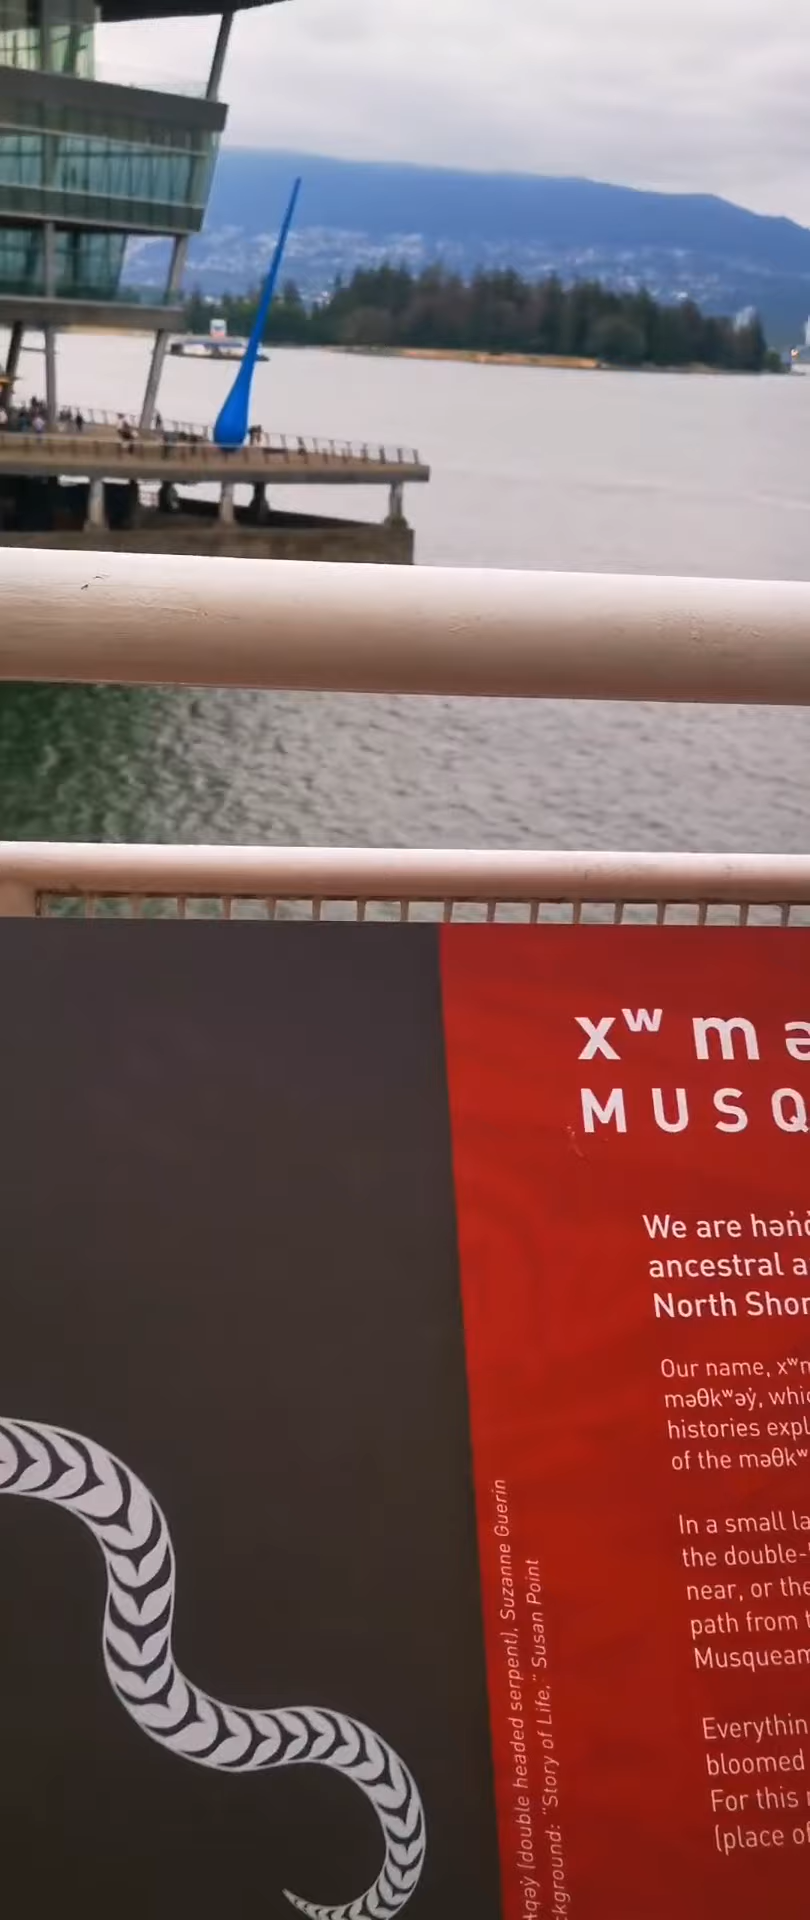 xʷ m ə
MUSQ
We are hən̓
ancestral a
North Shor
Our name, xʷm
məθkʷəy̓, whic
histories expl
of the məθkʷ
In a small la
the double-
near, or the
path from t
Musqueam
Everythin
bloomed
For this
(place of
ɬqəy̓ (double headed serpent), Suzanne Guerin
kground: "Story of Life," Susan Point